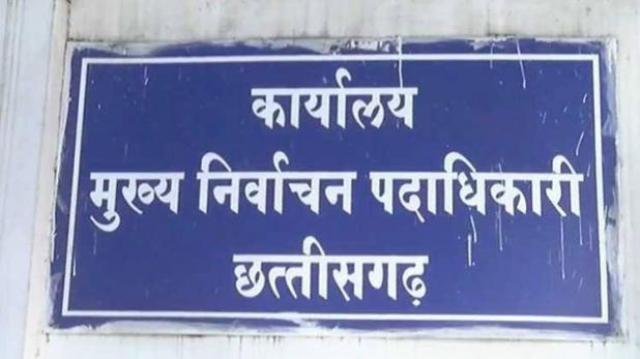 कार्यालय
मुख्य निर्वाचन पदाधिकारी
छत्तीसगढ़